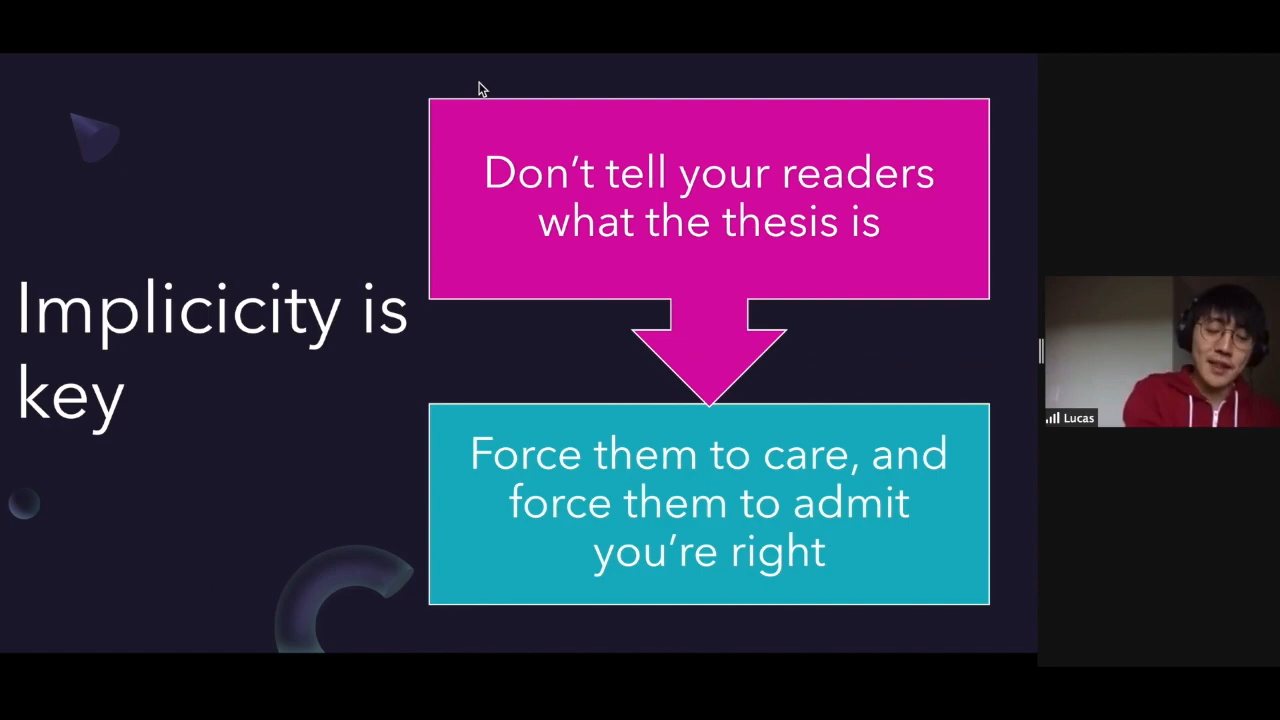 Implicicity is
key
Don’t tell your readers
what the thesis is
Force them to care, and
force them to admit
you’re right
Lucas